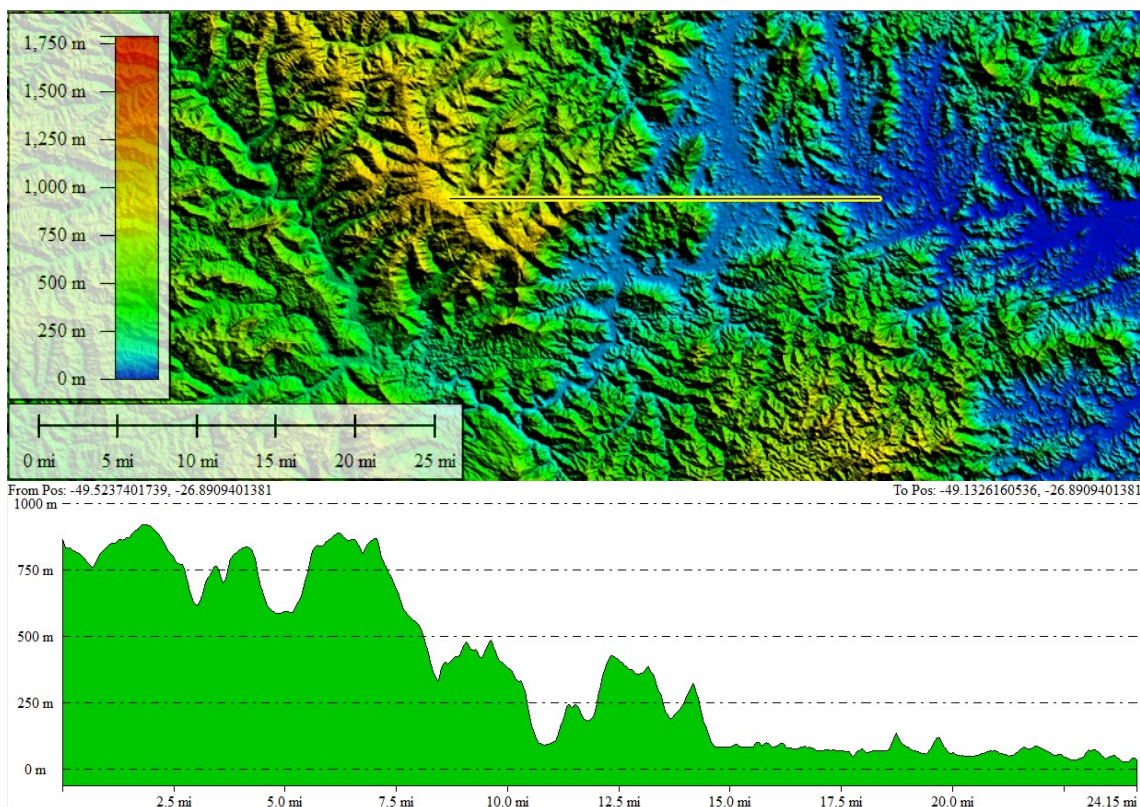 1,750 m
1,500 m
1,250 m
1,000 m
750 m
500 m
250 m
0 m
0 mi 5 mi 10 mi 15 mi 20 mi 25 mi
From Pos: -49.5237401739, -26.8909401381 To Pos: -49.1326160536, -26.8909401381
1000 m
750 m
500 m
250 m
0 m
2.5 mi 5.0 mi 7.5 mi 10.0 mi 12.5 mi 15.0 mi 17.5 mi 20.0 mi 24.15 mi